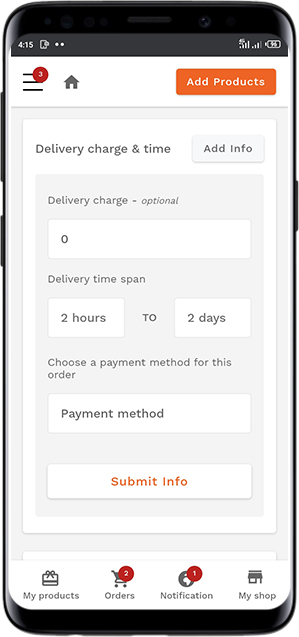 4:15
96
3
Add Products
Delivery charge & time
Add Info
Delivery charge - optional
0
Delivery time span
2 hours
TO
2 days
Choose a payment method for this
order
Payment method
Submit Info
2
1
My products
Orders
Notification
My shop